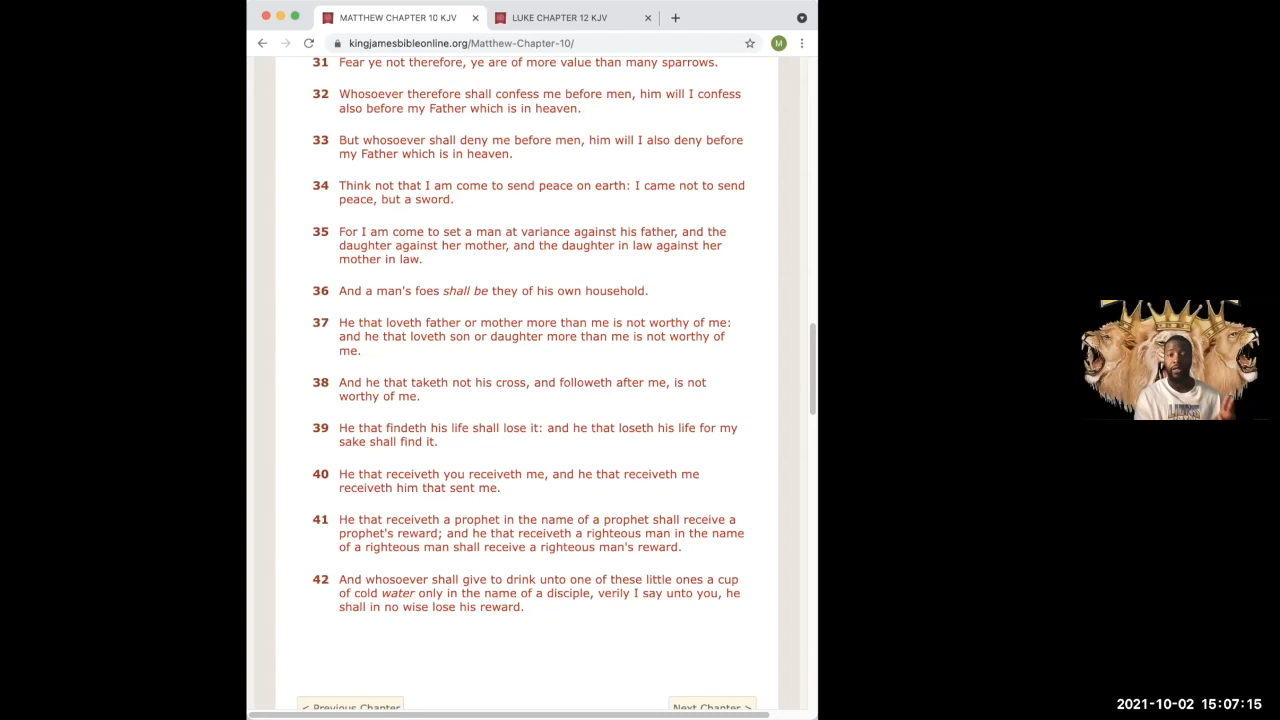 MATTHEW CHAPTER 10 KJV
LUKE CHAPTER 12 KJV
kingjamesbibleonline.org/Matthew-Chapter-10/
M
31 Fear ye not therefore, ye are of more value than many sparrows.
32 Whosoever therefore shall confess me before men, him will I confess
also before my Father which is in heaven.
33 But whosoever shall deny me before men, him will I also deny before
my Father which is in heaven.
34 Think not that I am come to send peace on earth: I came not to send
peace, but a sword.
35 For I am come to set a man at variance against his father, and the
daughter against her mother, and the daughter in law against her
mother in law.
36 And a man's foes shall be they of his own household.
37 He that loveth father or mother more than me is not worthy of me:
and he that loveth son or daughter more than me is not worthy of
me.
38 And he that taketh not his cross, and followeth after me, is not
worthy of me.
39 He that findeth his life shall lose it: and he that loseth his life for my
sake shall find it.
40 He that receiveth you receiveth me, and he that receiveth me
receiveth him that sent me.
41 He that receiveth a prophet in the name of a prophet shall receive a
prophet's reward; and he that receiveth a righteous man in the name
of a righteous man shall receive a righteous man's reward.
42 And whosoever shall give to drink unto one of these little ones a cup
of cold water only in the name of a disciple, verily I say unto you, he
shall in no wise lose his reward.
< Previous Chapter
Next Chapter >
2021-10-02 15:07:15